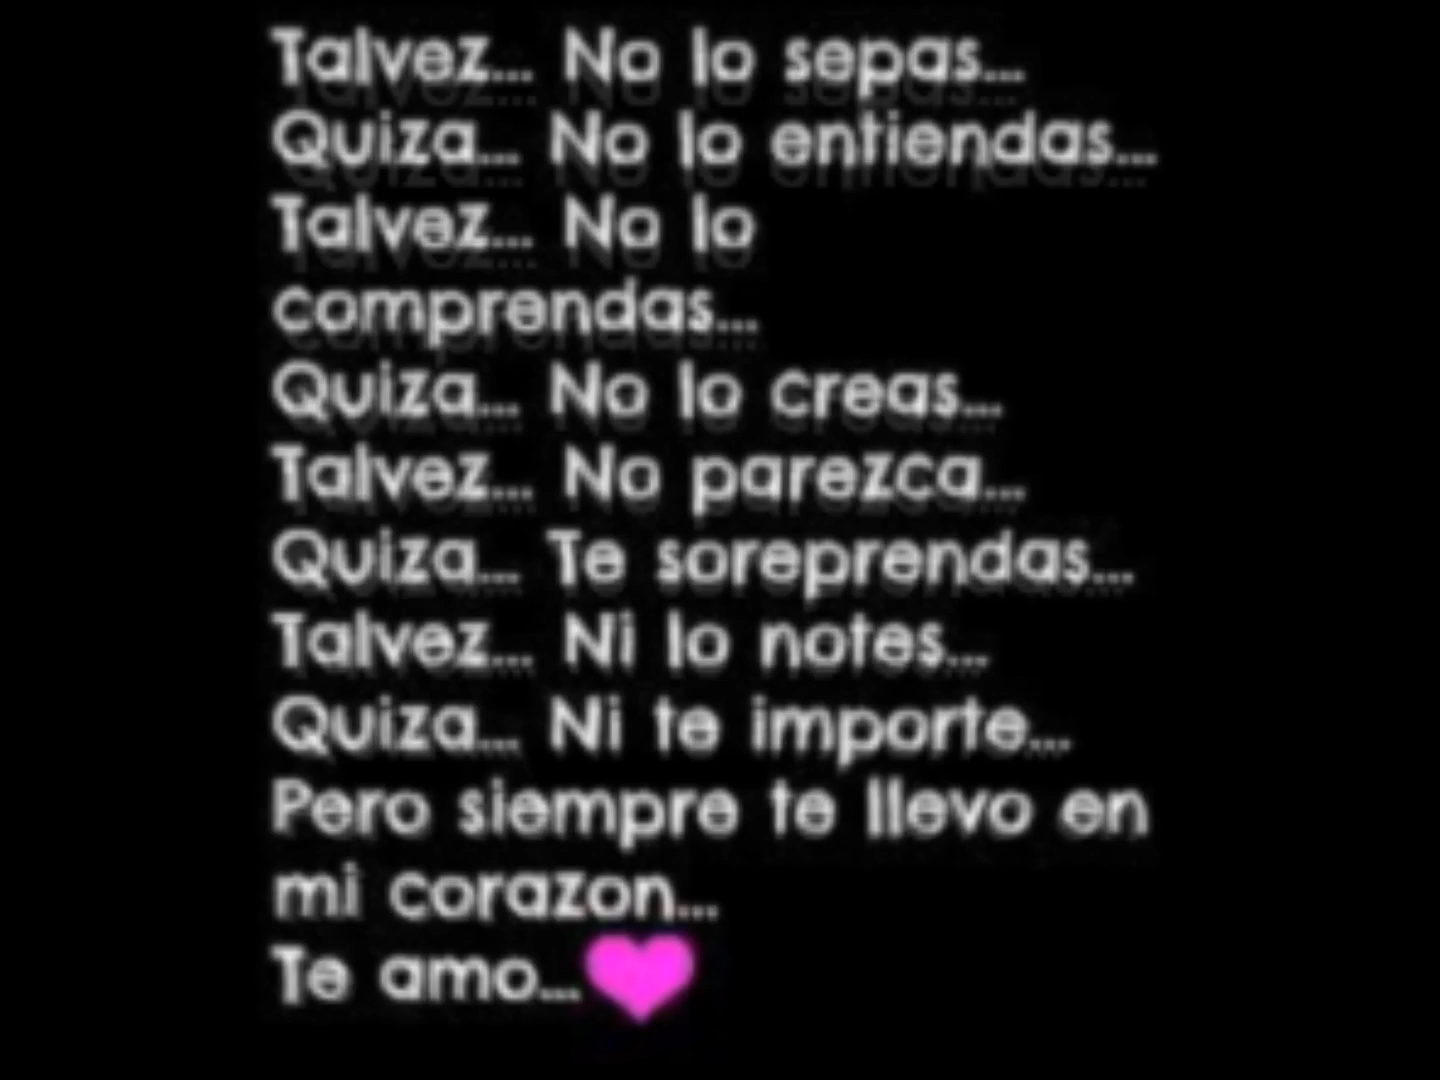 Talvez... No lo sepas...
Quiza... No lo entiendas...
Talvez... No lo
comprendas...
Quiza... No lo creas...
Talvez... No parezca...
Quiza... Te soreprendas...
Talvez... Ni lo notes...
Quiza... Ni te importe...
Pero siempre te llevo en
mi corazon...
Te amo...